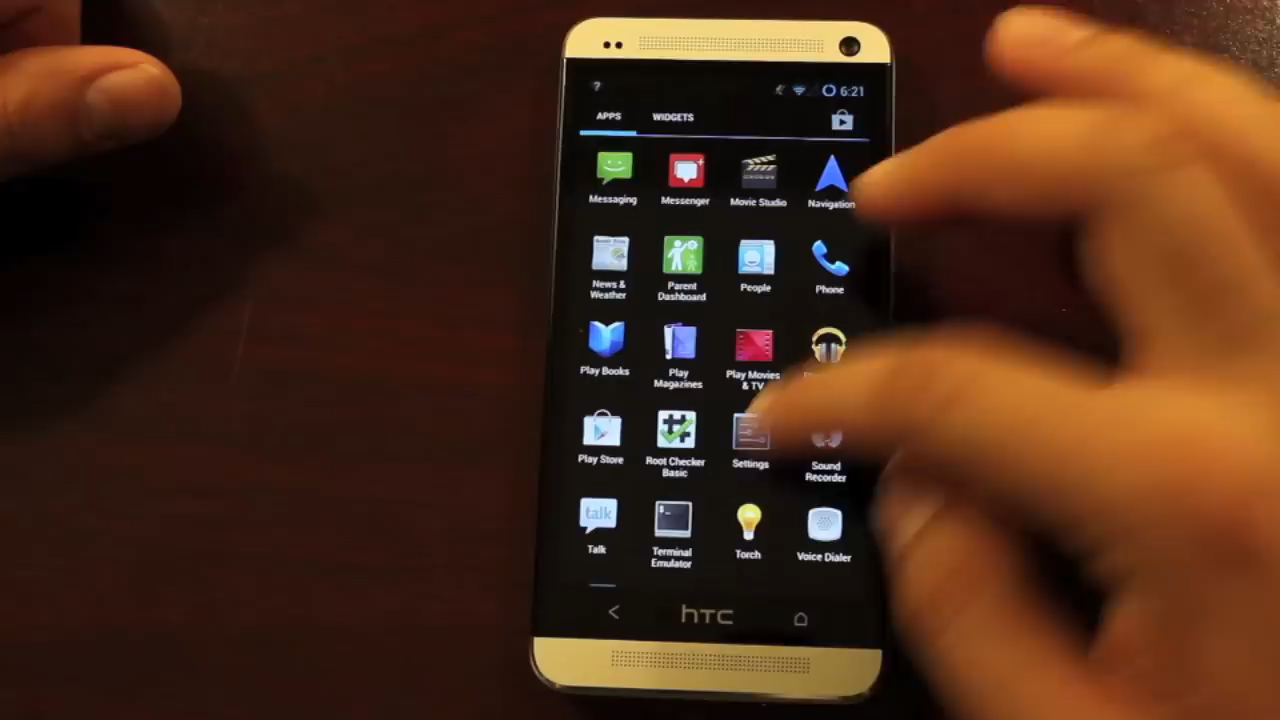 ?
6:21
APPS WIDGETS
Messaging Messenger Movie Studio Navigation
News & Weather
Parent Dashboard
People
Phone
Play Books
Play Magazines
Play Movies & TV
Play Store
Root Checker Basic
Settings
Sound Recorder
talk
Talk
$_
Terminal Emulator
Torch
Voice Dialer
hTC